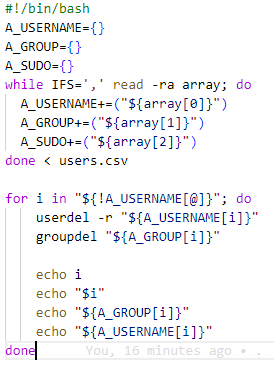 #!/bin/bash
A_USERNAME={}
A_GROUP={}
A_SUDO={}
while IFS=',' read -ra array; do
  A_USERNAME+=("${array[0]}")
  A_GROUP+=("${array[1]}")
  A_SUDO+=("${array[2]}")
done < users.csv

for i in "${!A_USERNAME[@]}"; do
    userdel -r "${A_USERNAME[i]}"
    groupdel "${A_GROUP[i]}"

    echo i
    echo "$i"
    echo "${A_GROUP[i]}"
    echo "${A_USERNAME[i]}"
done You, 16 minutes ago • .